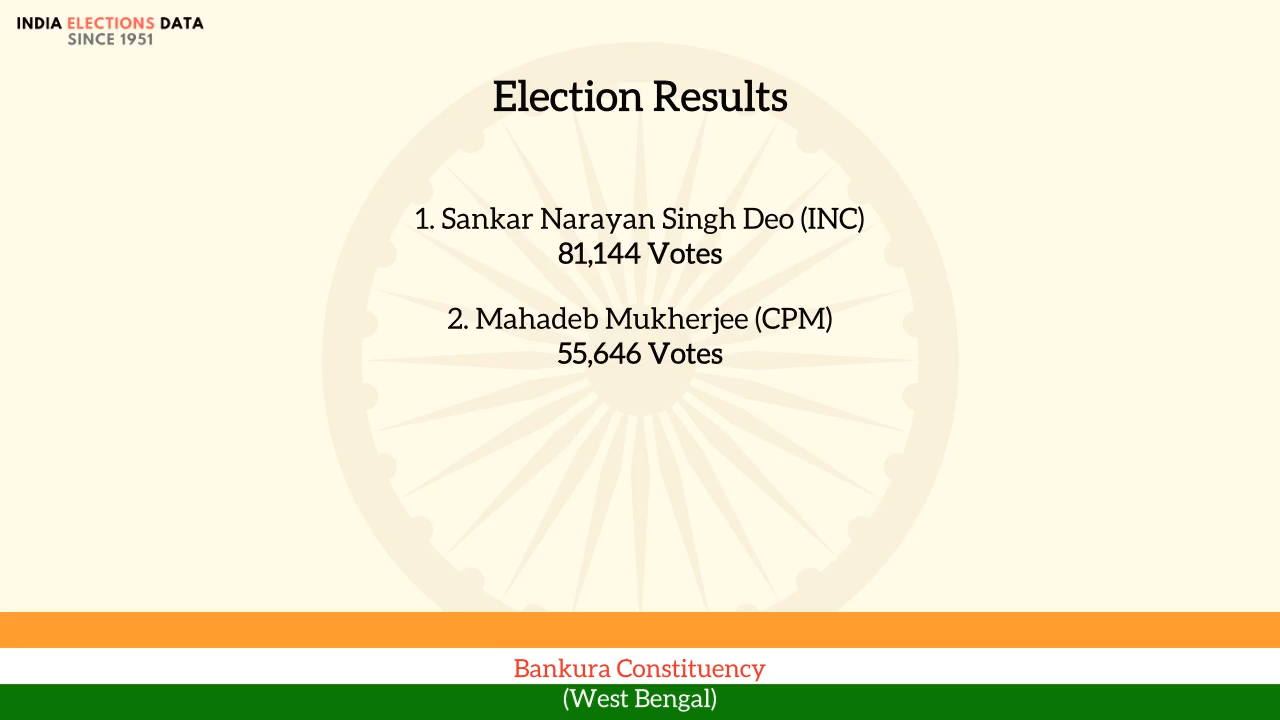 INDIA ELECTIONS DATA
SINCE 1951
Election Results
1. Sankar Narayan Singh Deo (INC)
81,144 Votes
2. Mahadeb Mukherjee (CPM)
55,646 Votes
Bankura Constituency
(West Bengal)